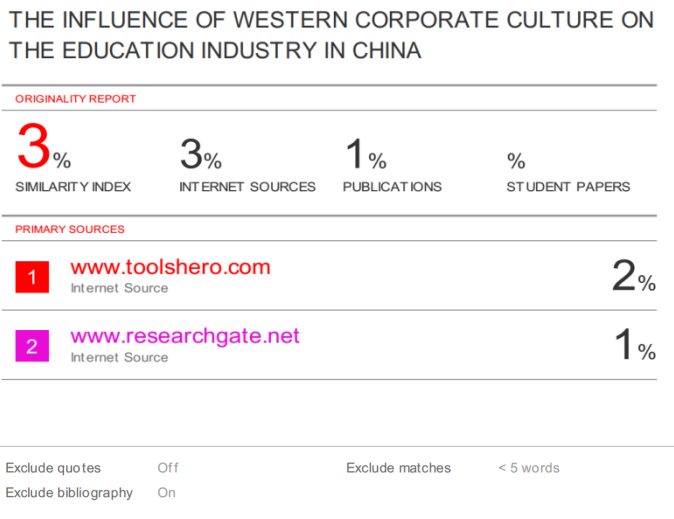 THE INFLUENCE OF WESTERN CORPORATE CULTURE ON
THE EDUCATION INDUSTRY IN CHINA
ORIGINALITY REPORT
3% 3% 1% %
SIMILARITY INDEX INTERNET SOURCES PUBLICATIONS STUDENT PAPERS
PRIMARY SOURCES
1 www.toolshero.com 2%
Internet Source
2 www.researchgate.net 1%
Internet Source
Exclude quotes Off Exclude matches < 5 words
Exclude bibliography On